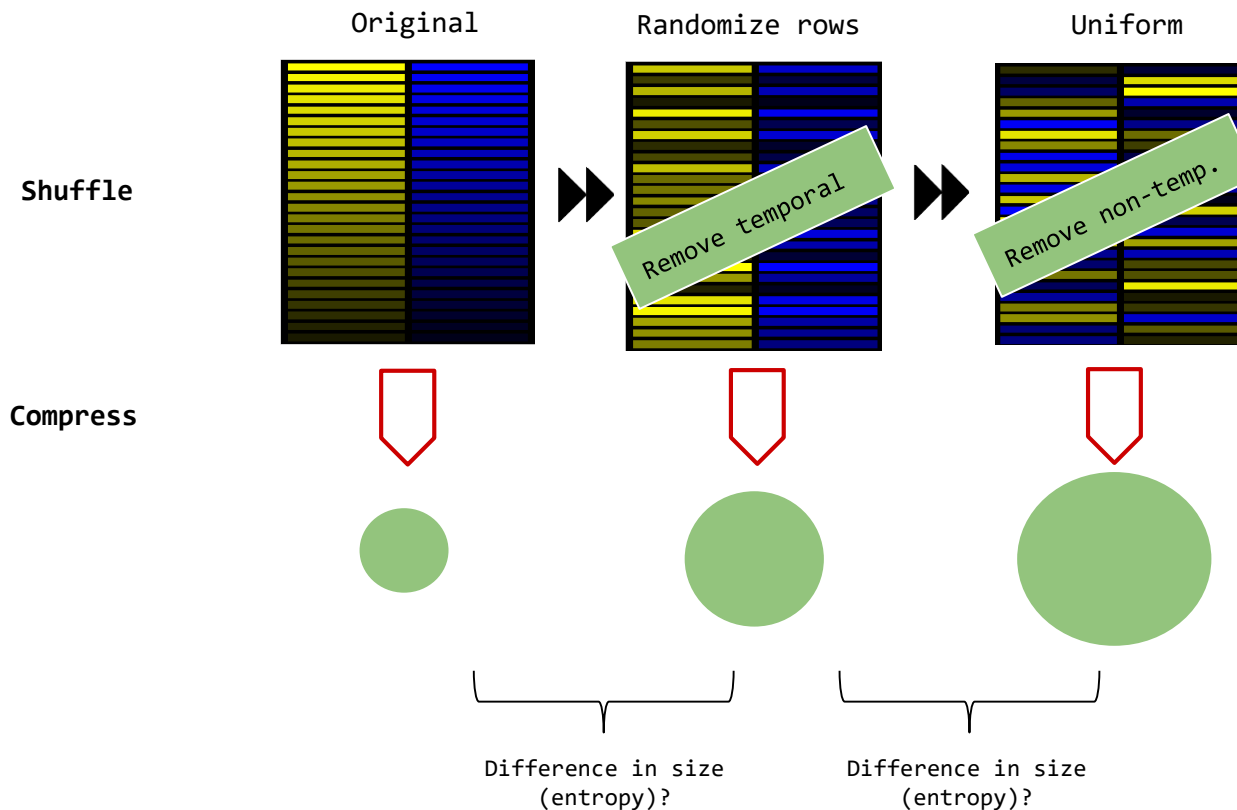 Original
Randomize rows
Uniform
Shuffle
Remove temporal
Remove non-temp.
Compress
Difference in size
(entropy)?
Difference in size
(entropy)?